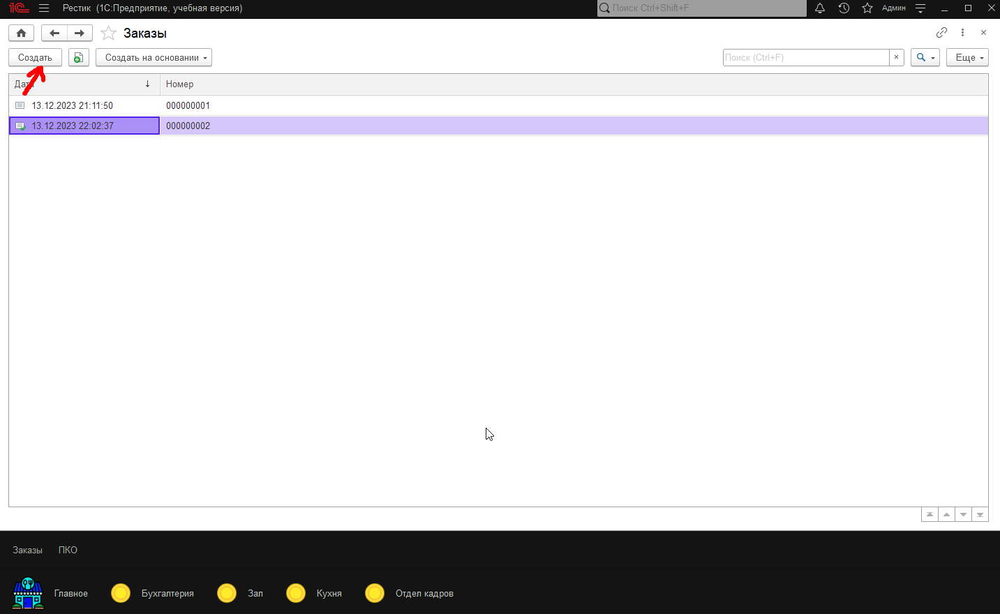 1С Рестик (1С:Предприятие, учебная версия) Поиск Ctrl+Shift+F Админ
Заказы
Создать Создать на основании Поиск (Ctrl+F) × Еще
Дата ↓ Номер
13.12.2023 21:11:50 000000001
13.12.2023 22:02:37 000000002
Заказы ПКО
Главное Бухгалтерия Зал Кухня Отдел кадров